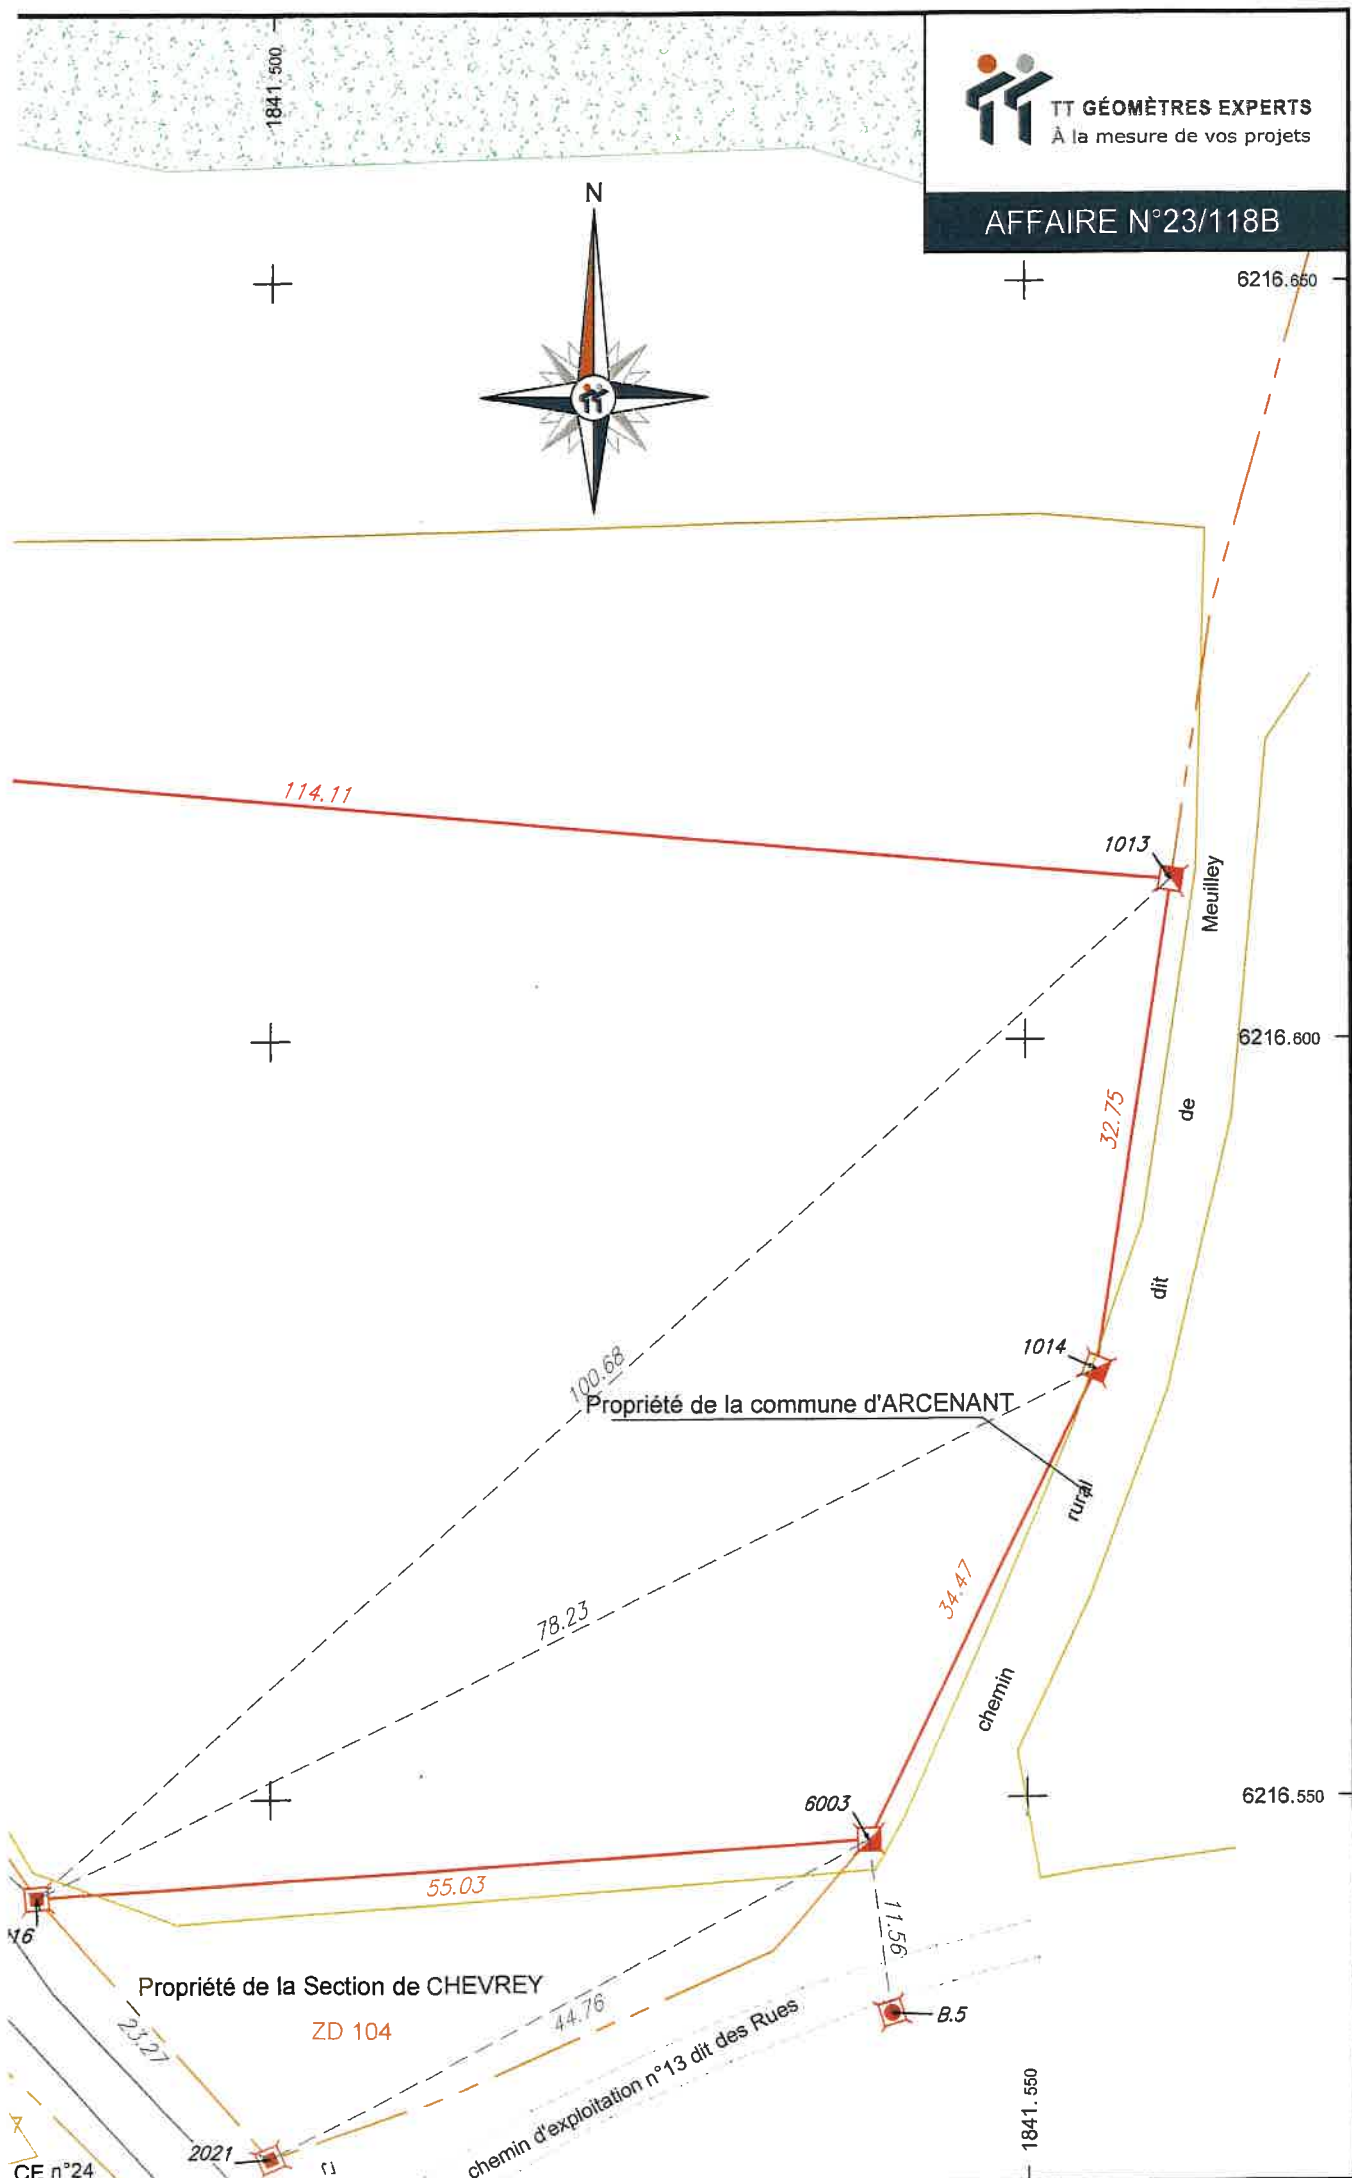 1841.500
TT GÉOMÈTRES EXPERTS
À la mesure de vos projets
AFFAIRE N°23/118B
N
6216.650
114.11
1013
Meuilley
6216.600
32.75
de
dit
1014
100.68
Propriété de la commune d'ARCENANT
rural
34.47
78.23
chemin
6216.550
6003
55.03
16
11.56
Propriété de la Section de CHEVREY
ZD 104
44.76
B.5
23.27
chemin d'exploitation n°13 dit des Rues
1841.550
2021
CE n°24